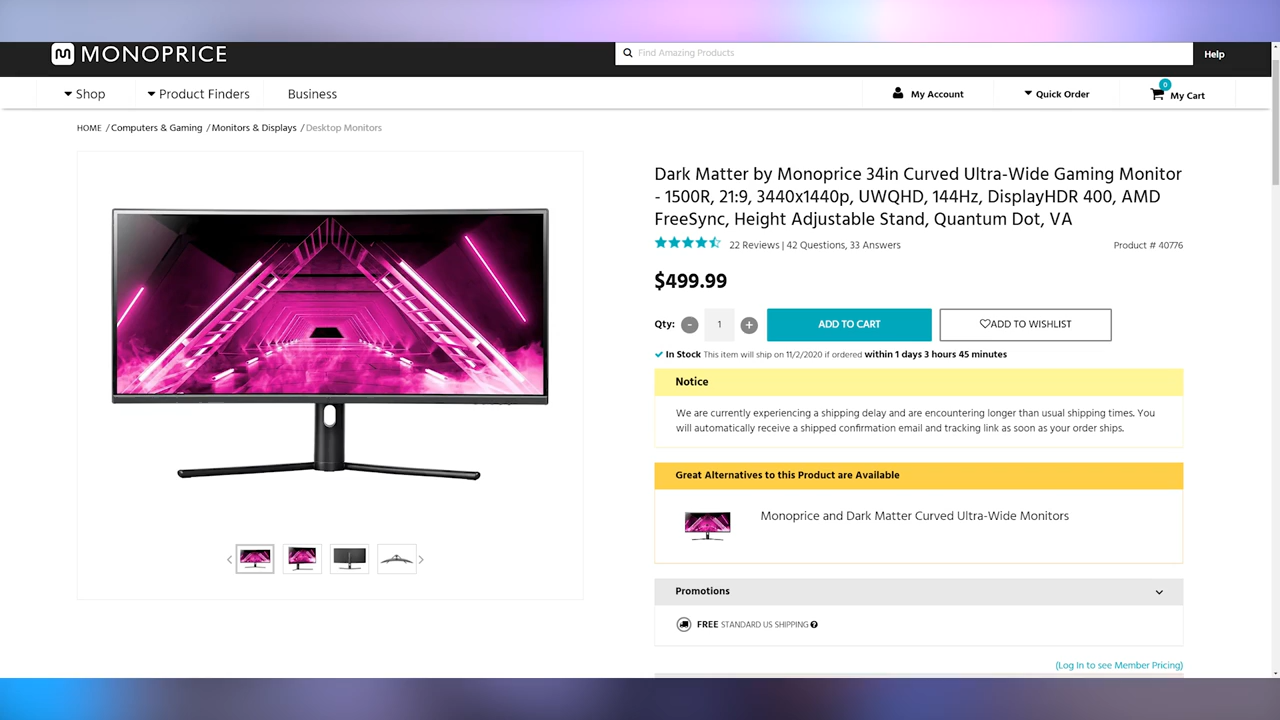 MONOPRICE
Find Amazing Products
Help
Shop
Product Finders
Business
My Account
Quick Order
0
My Cart
HOME / Computers & Gaming / Monitors & Displays / Desktop Monitors
Dark Matter by Monoprice 34in Curved Ultra-Wide Gaming Monitor
- 1500R, 21:9, 3440x1440p, UWQHD, 144Hz, DisplayHDR 400, AMD
FreeSync, Height Adjustable Stand, Quantum Dot, VA
22 Reviews | 42 Questions, 33 Answers
Product # 40776
$499.99
Qty: - 1 +
ADD TO CART
ADD TO WISHLIST
In Stock This item will ship on 11/2/2020 if ordered within 1 days 3 hours 45 minutes
Notice
We are currently experiencing a shipping delay and are encountering longer than usual shipping times. You
will automatically receive a shipped confirmation email and tracking link as soon as your order ships.
Great Alternatives to this Product are Available
Monoprice and Dark Matter Curved Ultra-Wide Monitors
Promotions
FREE STANDARD US SHIPPING
(Log In to see Member Pricing)